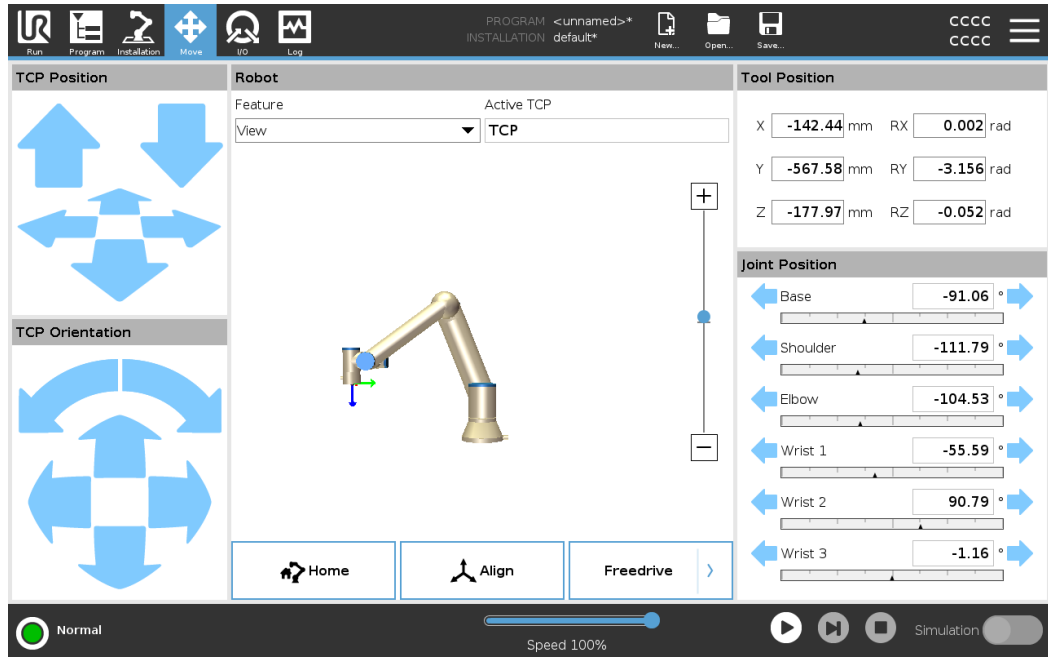 PROGRAM <unnamed>*
INSTALLATION default*
CCCC
CCCC
Run Program Installation Move I/O Log New... Open... Save...
TCP Position
Robot
Tool Position
Feature
Active TCP
View
TCP
X -142.44 mm RX 0.002 rad
Y -567.58 mm RY -3.156 rad
Z -177.97 mm RZ -0.052 rad
Joint Position
Base -91.06 °
Shoulder -111.79 °
Elbow -104.53 °
Wrist 1 -55.59 °
Wrist 2 90.79 °
Wrist 3 -1.16 °
TCP Orientation
Home
Align
Freedrive
Normal
Speed 100%
Simulation